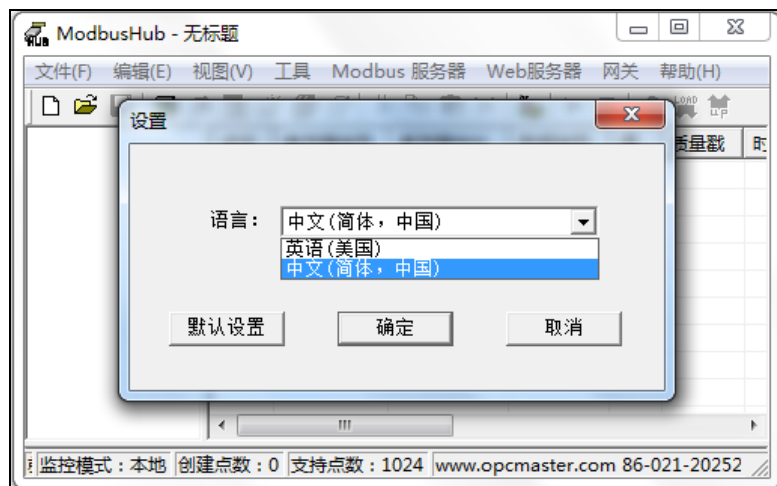 ModbusHub - 无标题
文件(F) 编辑(E) 视图(V) 工具 Modbus 服务器 Web服务器 网关 帮助(H)
LOAD
设置
质量戳
语言：
中文(简体，中国)
英语(美国)
中文(简体，中国)
默认设置 确定 取消
监控模式：本地 创建点数：0 支持点数：1024 www.opcmaster.com 86-021-20252